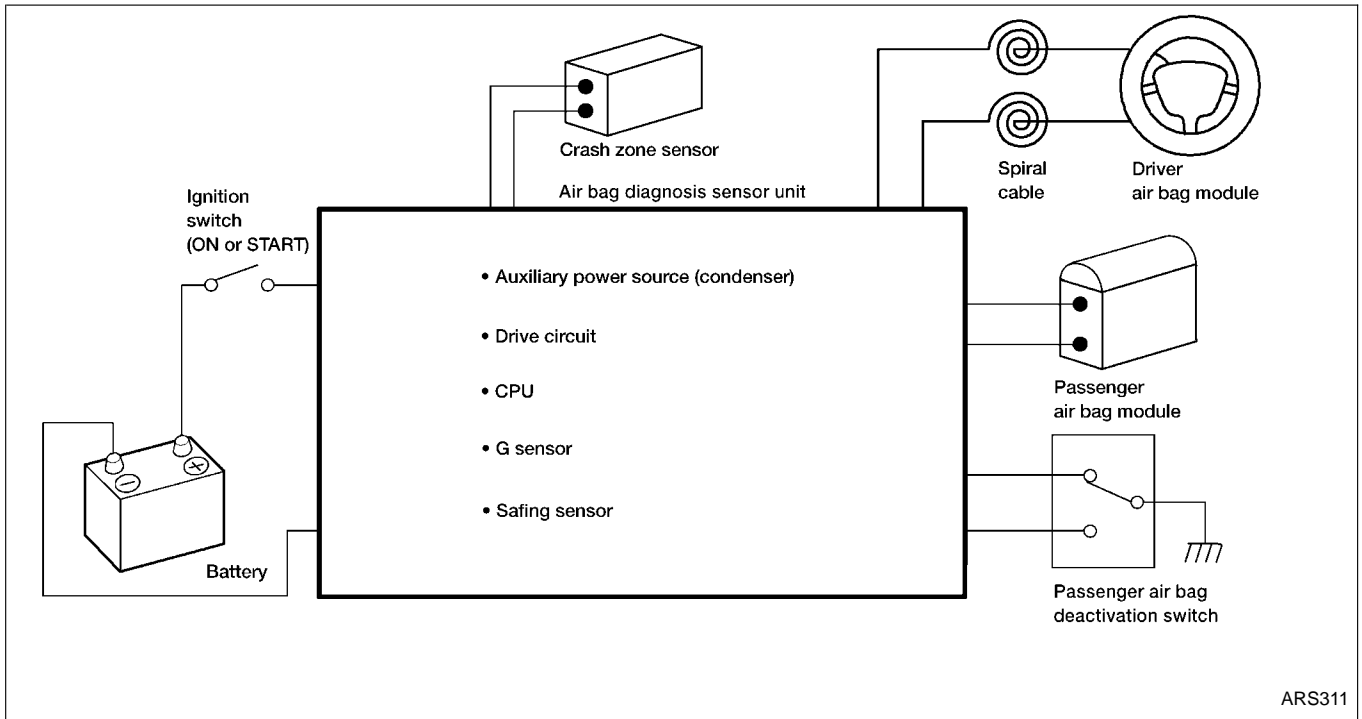 Crash zone sensor
Air bag diagnosis sensor unit
Spiral
cable
Driver
air bag module
Ignition
switch
(ON or START)
• Auxiliary power source (condenser)
• Drive circuit
• CPU
• G sensor
• Safing sensor
Passenger
air bag module
Battery
Passenger air bag
deactivation switch
ARS311